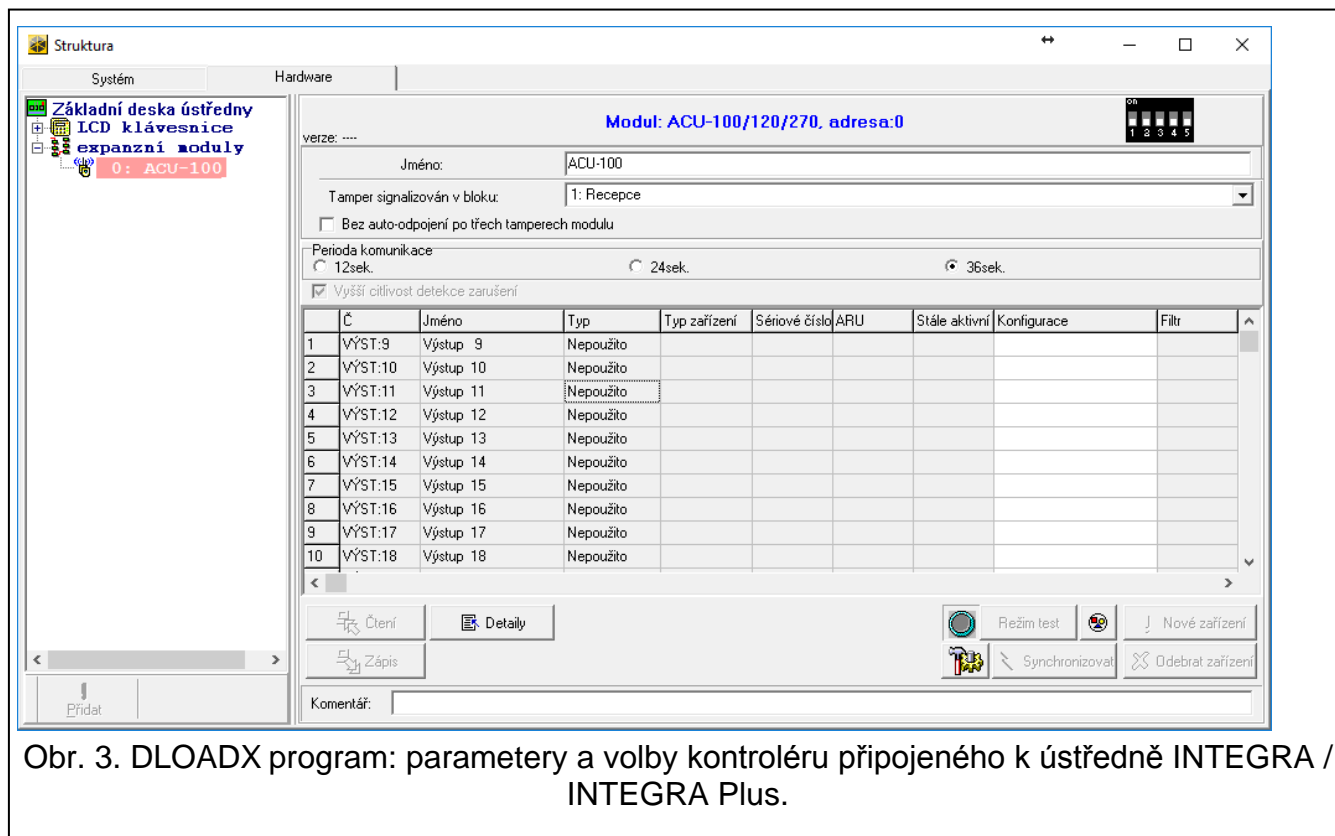 Struktura
Systém Hardware
Základní deska ústředny
LCD klávesnice
expanzní moduly
0: ACU-100
Přidat
verze: ----
Modul: ACU-100/120/270, adresa:0
on
1 2 3 4 5
Jméno: ACU-100
Tamper signalizován v bloku: 1: Recepce
Bez auto-odpojení po třech tamperech modulu
Perioda komunikace
12sek. 24sek. 36sek.
Vyšší citlivost detekce zarušení
Č Jméno Typ Typ zařízení Sériové číslo ARU Stále aktivní Konfigurace Filtr
1 VÝST:9 Výstup 9 Nepoužito
2 VÝST:10 Výstup 10 Nepoužito
3 VÝST:11 Výstup 11 Nepoužito
4 VÝST:12 Výstup 12 Nepoužito
5 VÝST:13 Výstup 13 Nepoužito
6 VÝST:14 Výstup 14 Nepoužito
7 VÝST:15 Výstup 15 Nepoužito
8 VÝST:16 Výstup 16 Nepoužito
9 VÝST:17 Výstup 17 Nepoužito
10 VÝST:18 Výstup 18 Nepoužito
Čtení Detaily Režim test Nové zařízení
Zápis Synchronizovat Odebrat zařízení
Komentář:
Obr. 3. DLOADX program: parametery a volby kontroléru připojeného k ústředně INTEGRA /
INTEGRA Plus.